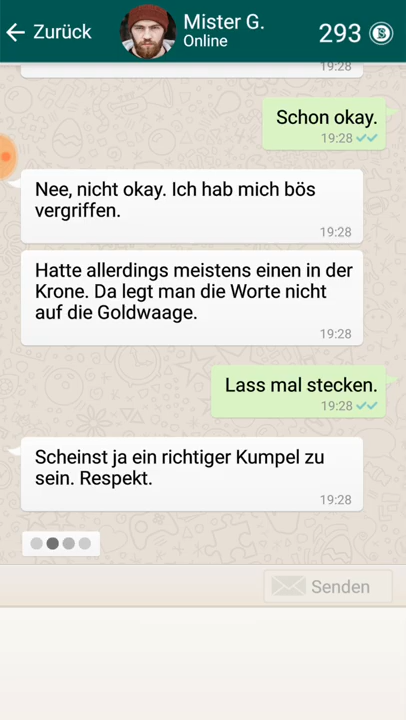 Zurück
Mister G.
Online
293
19:28
Schon okay.
19:28
Nee, nicht okay. Ich hab mich bös
vergriffen.
19:28
Hatte allerdings meistens einen in der
Krone. Da legt man die Worte nicht
auf die Goldwaage.
19:28
Lass mal stecken.
19:28
Scheinst ja ein richtiger Kumpel zu
sein. Respekt.
19:28
Senden